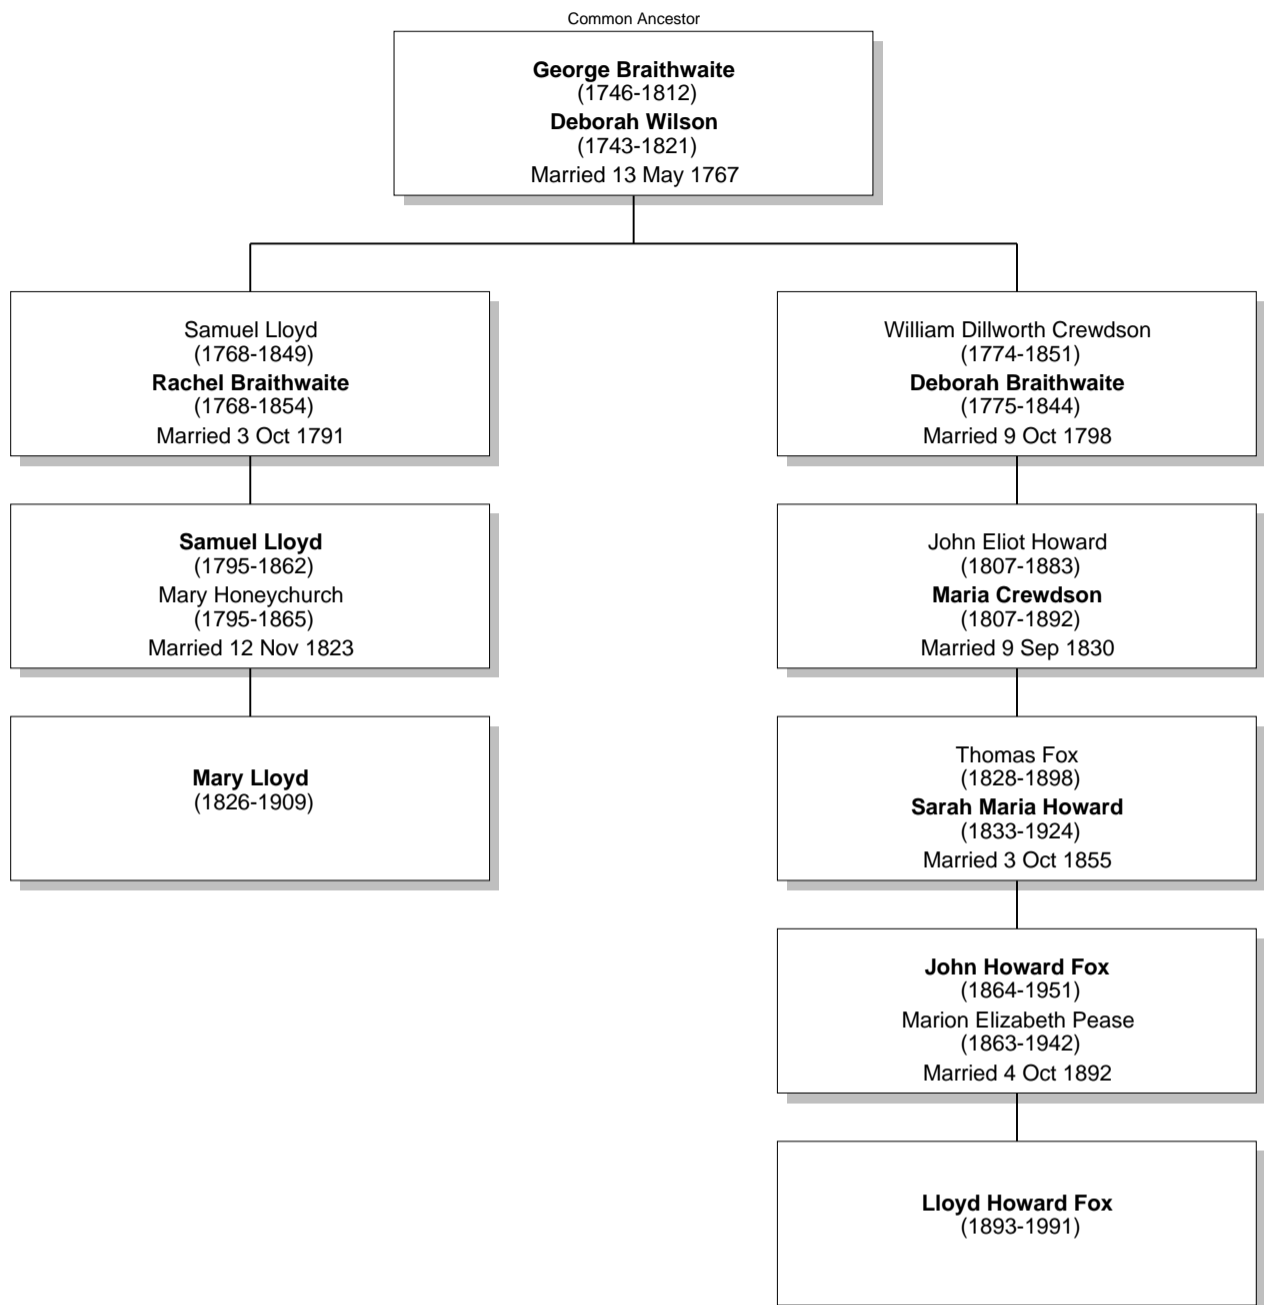 Common Ancestor
George Braithwaite
(1746-1812)
Deborah Wilson
(1743-1821)
Married 13 May 1767
Samuel Lloyd
(1768-1849)
Rachel Braithwaite
(1768-1854)
Married 3 Oct 1791
William Dillworth Crewdson
(1774-1851)
Deborah Braithwaite
(1775-1844)
Married 9 Oct 1798
Samuel Lloyd
(1795-1862)
Mary Honeychurch
(1795-1865)
Married 12 Nov 1823
John Eliot Howard
(1807-1883)
Maria Crewdson
(1807-1892)
Married 9 Sep 1830
Mary Lloyd
(1826-1909)
Thomas Fox
(1828-1898)
Sarah Maria Howard
(1833-1924)
Married 3 Oct 1855
John Howard Fox
(1864-1951)
Marion Elizabeth Pease
(1863-1942)
Married 4 Oct 1892
Lloyd Howard Fox
(1893-1991)